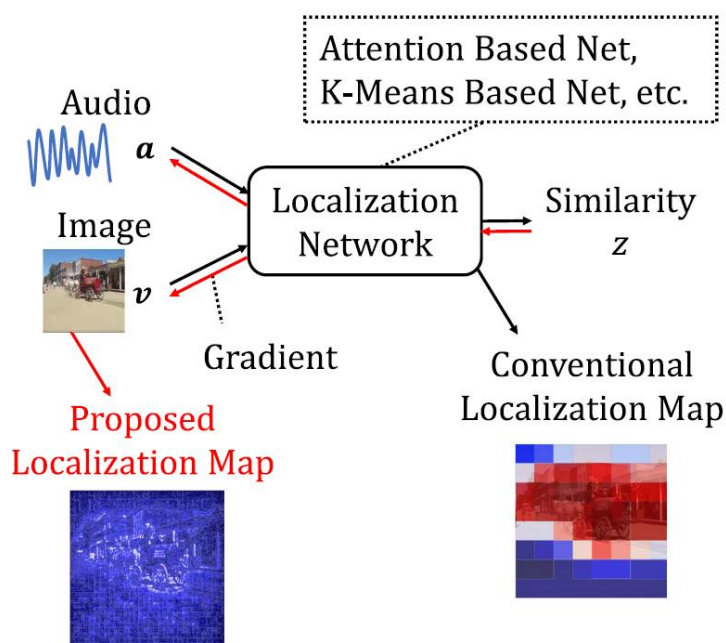 Attention Based Net,
K-Means Based Net, etc.
Audio
a
Localization
Network
Similarity
z
Image
v
Gradient
Conventional
Localization Map
Proposed
Localization Map